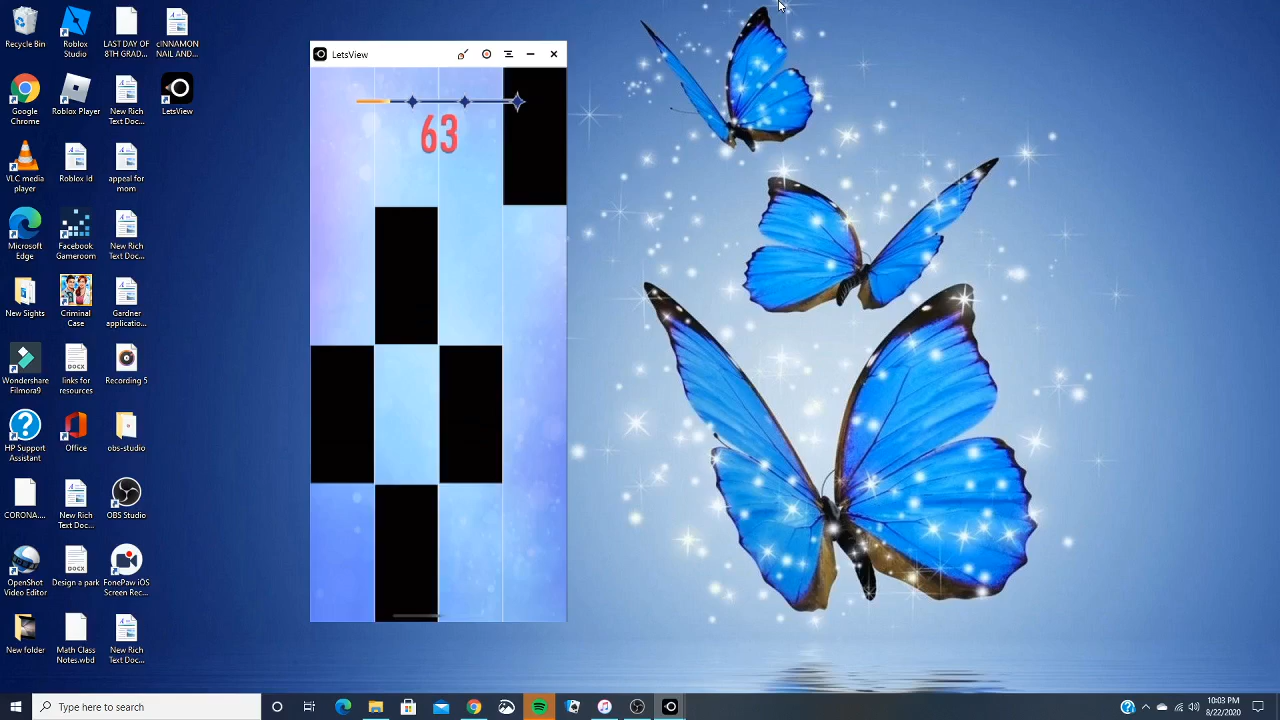 LetsView
63
Recycle Bin
Roblox
Studio
LAST DAY OF
8TH GRAD...
cINNAMON
NAIL AND...
Google
Chrome
Roblox Player
New Rich
Text Doc...
LetsView
VLC media
player
Roblox Id
appeal for
mom
Microsoft
Edge
Facebook
Gameroom
New Rich
Text Doc...
New Sights
Criminal
Case
Gardner
applicatio...
Wondershare
Filmora9
links for
resources
Recording 5
HP Support
Assistant
Office
obs-studio
CORONA....
New Rich
Text Doc...
OBS Studio
OpenShot
Video Editor
Design a park
FonePaw iOS
Screen Rec...
New folder
Math Class
Notes.wbd
New Rich
Text Doc...
Type here to search
10:03 PM
8/22/2020